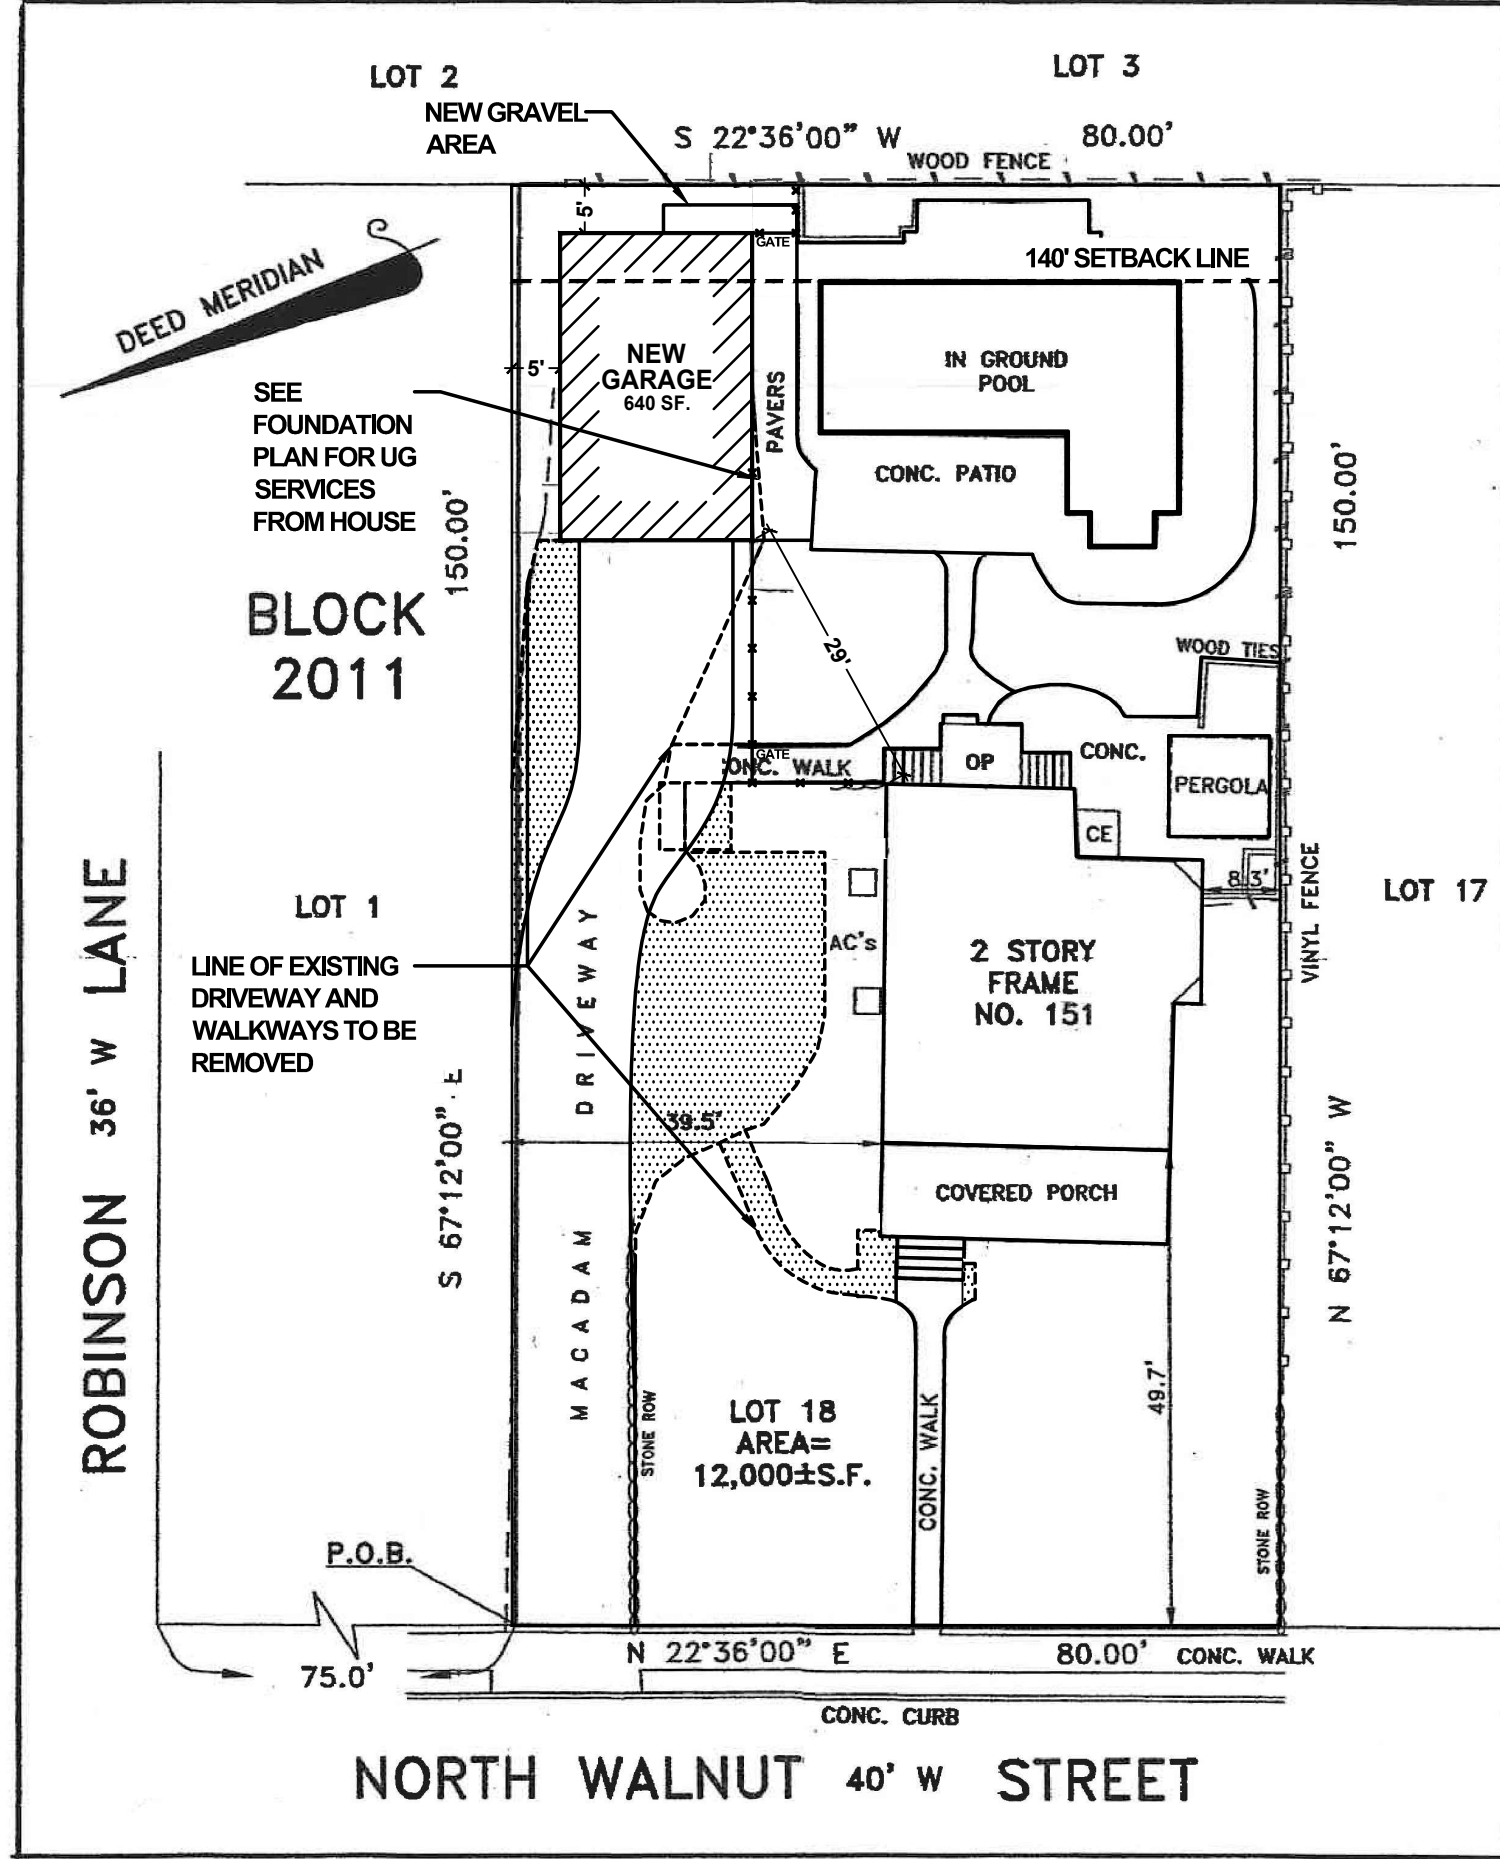 LOT 2
LOT 3
NEW GRAVEL
AREA
S 22°36'00" W
80.00'
WOOD FENCE
5'
GATE
140' SETBACK LINE
DEED MERIDIAN
NEW
GARAGE
640 SF.
5'
PAVERS
IN GROUND
POOL
CONC. PATIO
SEE
FOUNDATION
PLAN FOR UG
SERVICES
FROM HOUSE
150.00'
150.00'
BLOCK
2011
29'
WOOD TIES
GATE
CONC. WALK
OP
CONC.
PERGOLA
CE
8.3'
VINYL FENCE
LOT 17
LOT 1
LINE OF EXISTING
DRIVEWAY AND
WALKWAYS TO BE
REMOVED
AC's
2 STORY
FRAME
NO. 151
ROBINSON 36' W LANE
S 67°12'00" E
MACADAM DRIVEWAY
39.5'
COVERED PORCH
N 67°12'00" W
49.7'
STONE ROW
LOT 18
AREA=
12,000±S.F.
CONC. WALK
STONE ROW
P.O.B.
75.0'
N 22°36'00" E
80.00'
CONC. WALK
CONC. CURB
NORTH WALNUT 40' W STREET